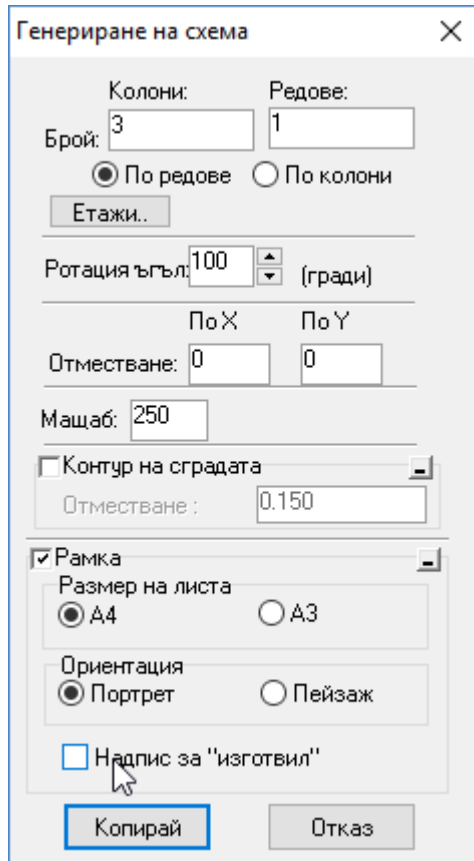 Генериране на схема
Колони: Редове:
Брой: 3 1
По редове По колони
Етажи..
Ротация ъгъл: 100 (гради)
По X По Y
Отместване: 0 0
Мащаб: 250
Контур на сградата
Отместване : 0.150
Рамка
Размер на листа
A4 A3
Ориентация
Портрет Пейзаж
Надпис за "изготвил"
Копирай Отказ